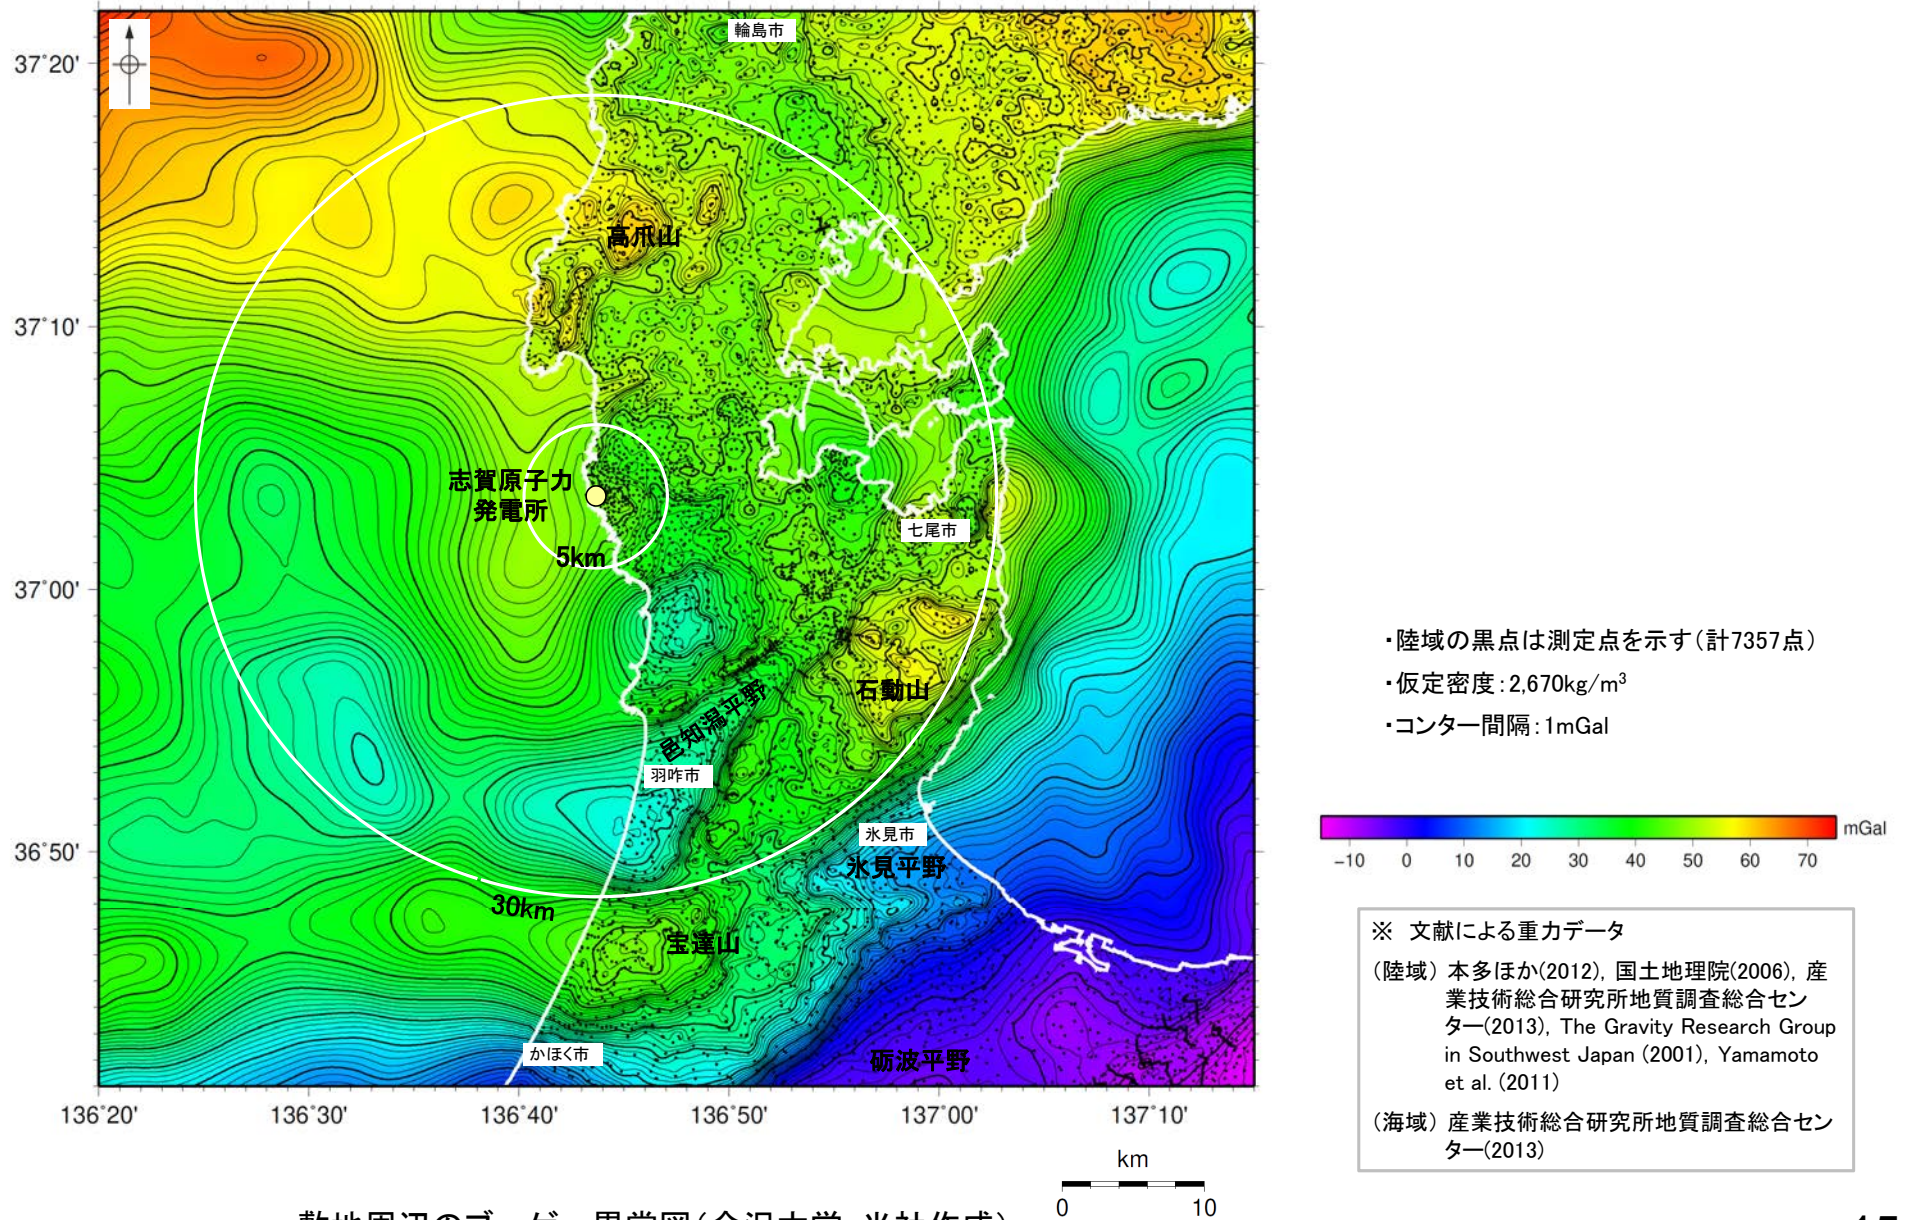 輪島市
37°20'
高爪山
37°10'
志賀原子力
発電所
七尾市
5km
37°00'
石動山
邑知潟平野
羽咋市
氷見市
36°50'
氷見平野
30km
宝達山
かほく市
砺波平野
136°20' 136°30' 136°40' 136°50' 137°00' 137°10'
km
0 10
・陸域の黒点は測定点を示す（計7357点）
・仮定密度：2,670kg/m³
・コンター間隔：1mGal
mGal
−10 0 10 20 30 40 50 60 70
※ 文献による重力データ
（陸域）本多ほか(2012), 国土地理院(2006), 産
業技術総合研究所地質調査総合セン
ター(2013), The Gravity Research Group
in Southwest Japan (2001), Yamamoto
et al. (2011)
（海域）産業技術総合研究所地質調査総合セン
ター(2013)